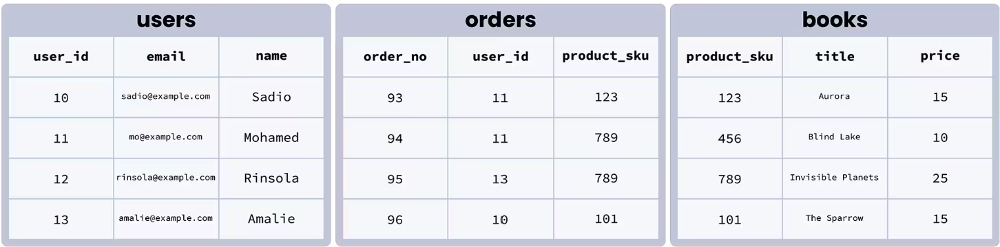 users
user_id email name
10 sadio@example.com Sadio
11 mo@example.com Mohamed
12 rinsola@example.com Rinsola
13 amalie@example.com Amalie
orders
order_no user_id product_sku
93 11 123
94 11 789
95 13 789
96 10 101
books
product_sku title price
123 Aurora 15
456 Blind Lake 10
789 Invisible Planets 25
101 The Sparrow 15